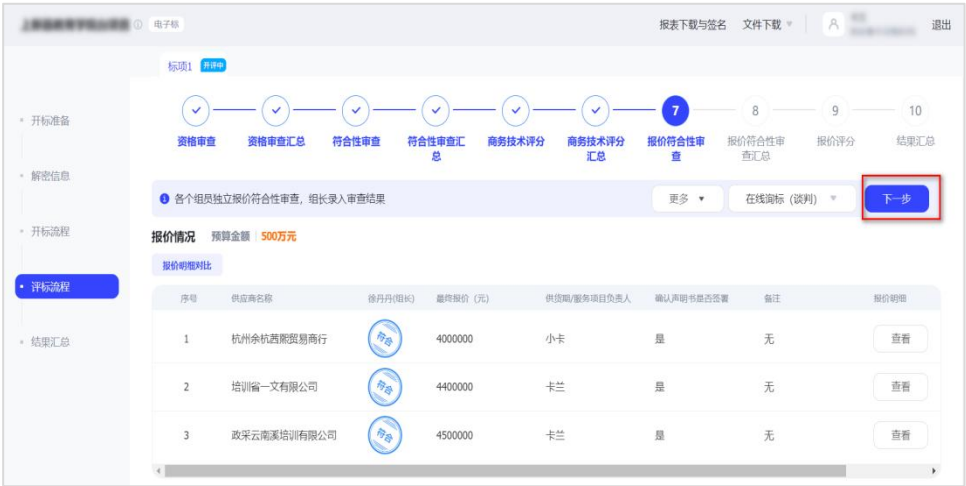 电子标 报表下载与签名 文件下载 退出
标项1 开评中
开标准备
解密信息
开标流程
评标流程
结果汇总
资格审查 资格审查汇总 符合性审查 符合性审查汇总 商务技术评分 商务技术评分汇总 7 报价符合性审查 8 报价符合性审查汇总 9 报价评分 10 结果汇总
各个组员独立报价符合性审查，组长录入审查结果 更多 在线询标（谈判） 下一步
报价情况 预算金额 500万元
报价明细对比
序号 供应商名称 徐丹丹(组长) 最终报价（元） 供货期/服务项目负责人 确认声明书是否签署 备注 报价明细
1 杭州余杭茜熙贸易商行 符合 4000000 小卡 是 无 查看
2 培训省一文有限公司 符合 4400000 卡兰 是 无 查看
3 政采云南溪培训有限公司 符合 4500000 卡兰 是 无 查看